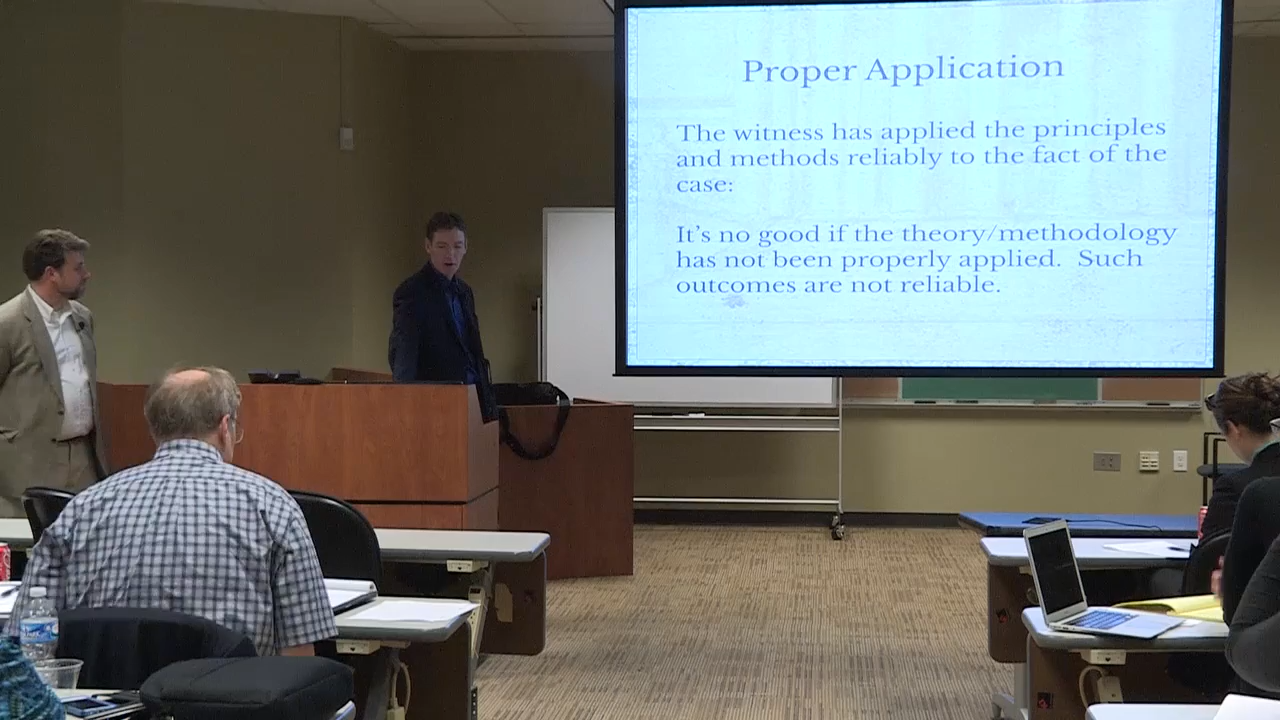 Proper Application
The witness has applied the principles
and methods reliably to the fact of the
case:
It's no good if the theory/methodology
has not been properly applied.  Such
outcomes are not reliable.